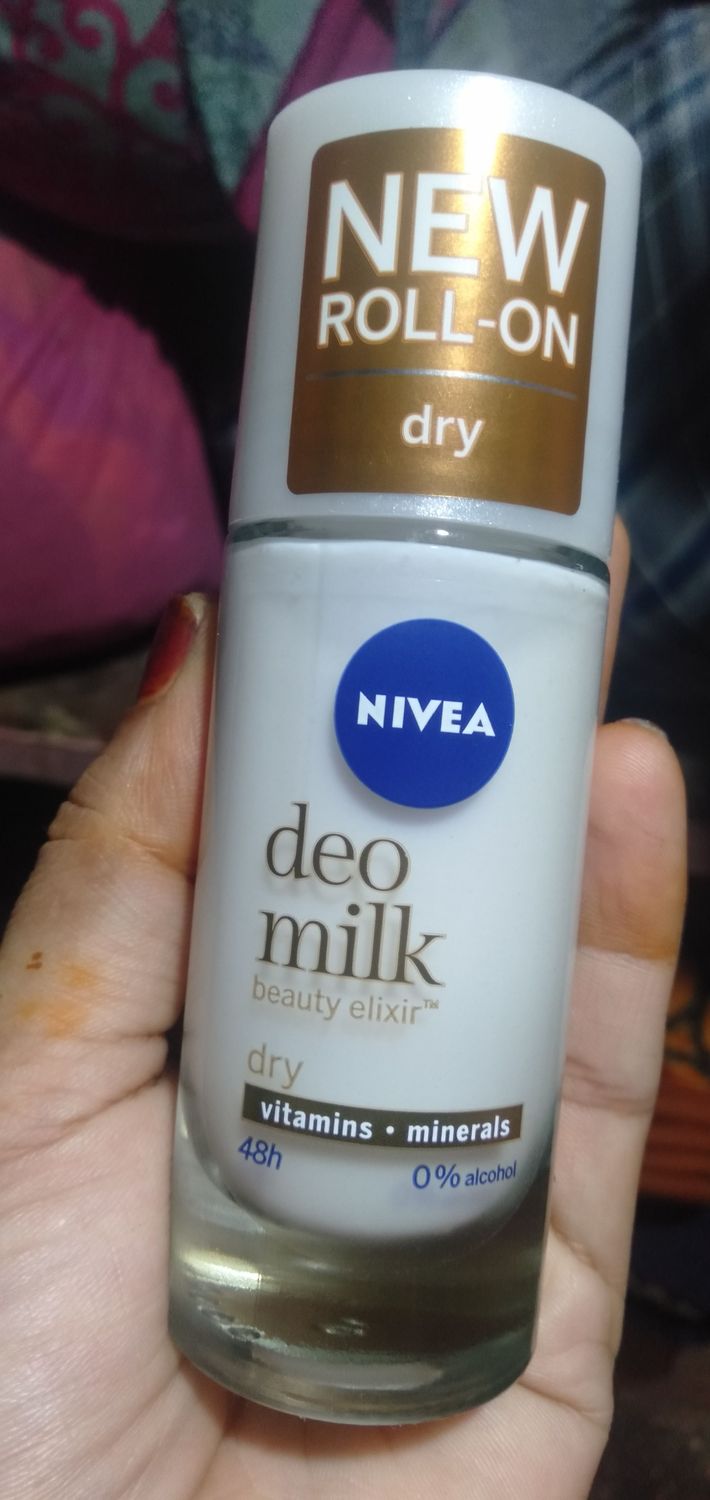 NEW
ROLL-ON
dry
NIVEA
deo
milk
beauty elixir™
dry
vitamins • minerals
48h
0% alcohol